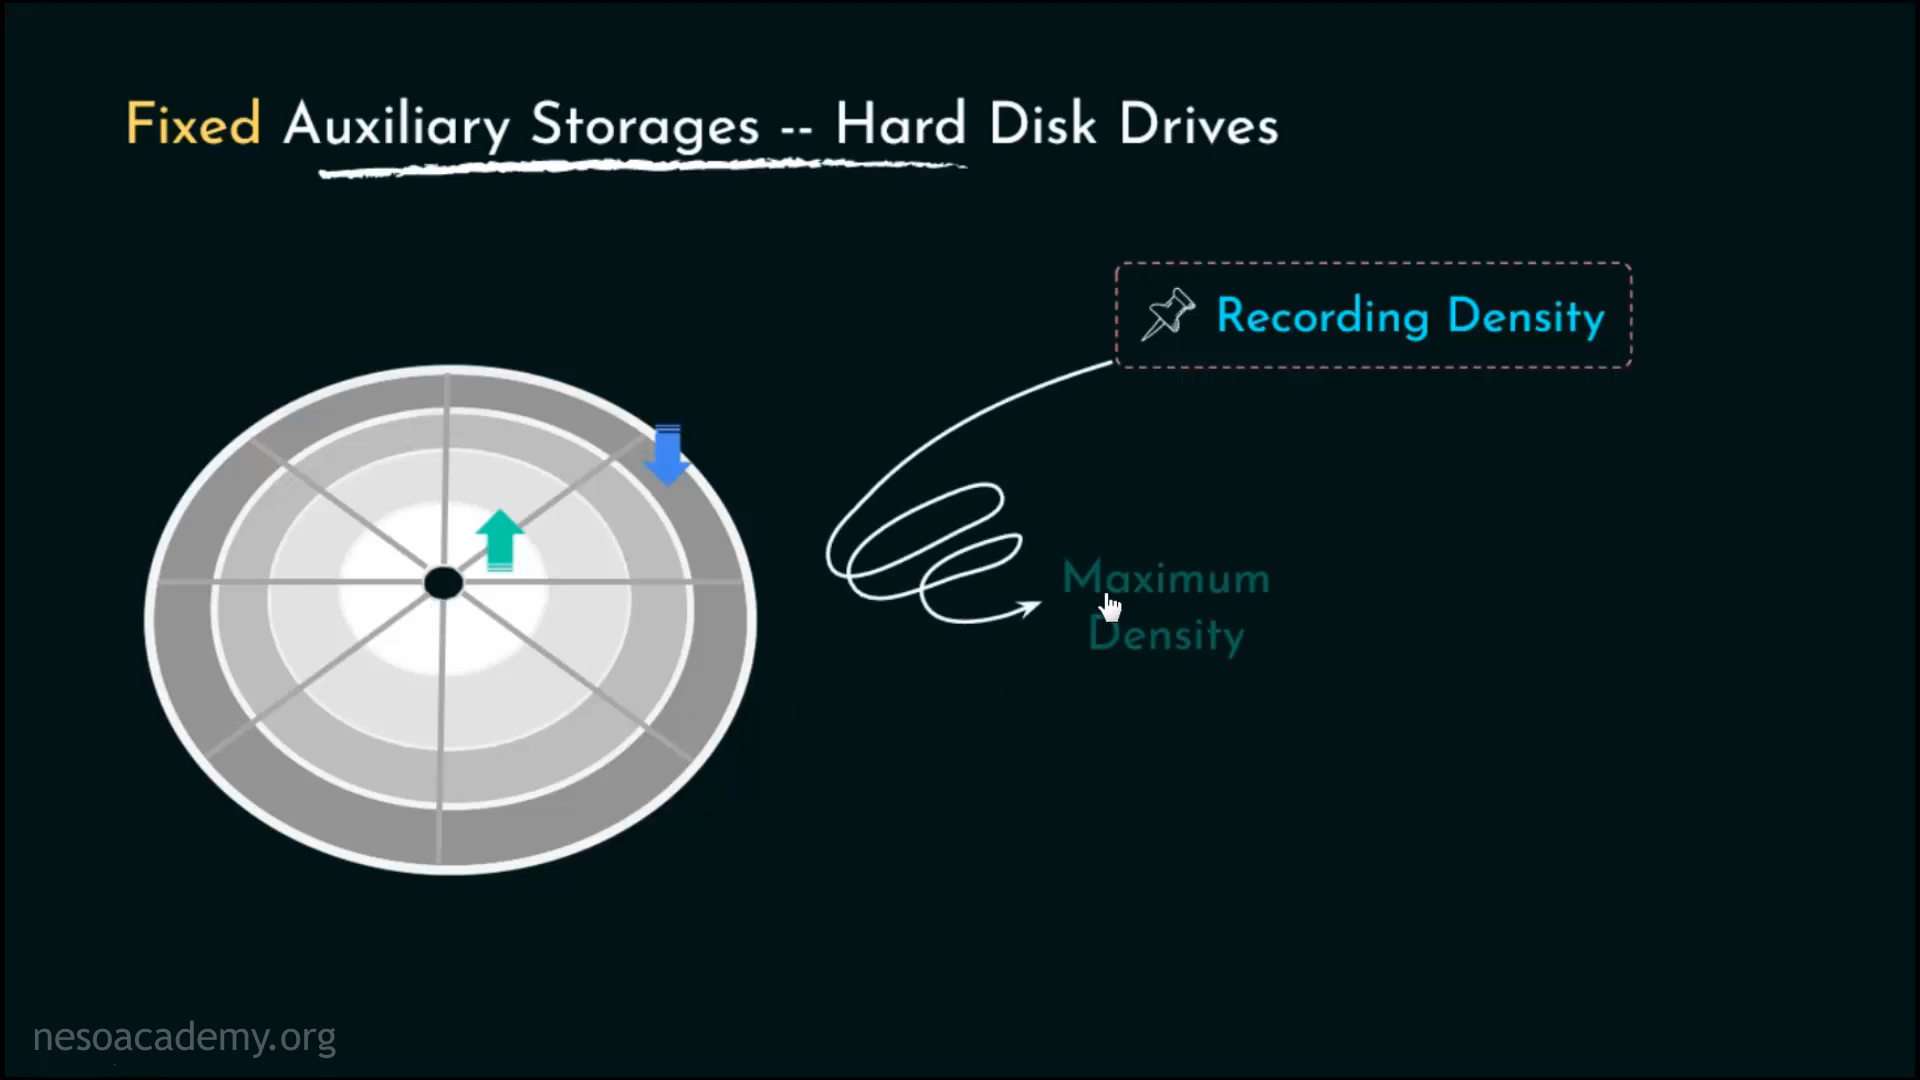 Fixed Auxiliary Storages -- Hard Disk Drives
Recording Density
Maximum
Density
nesoacademy.org